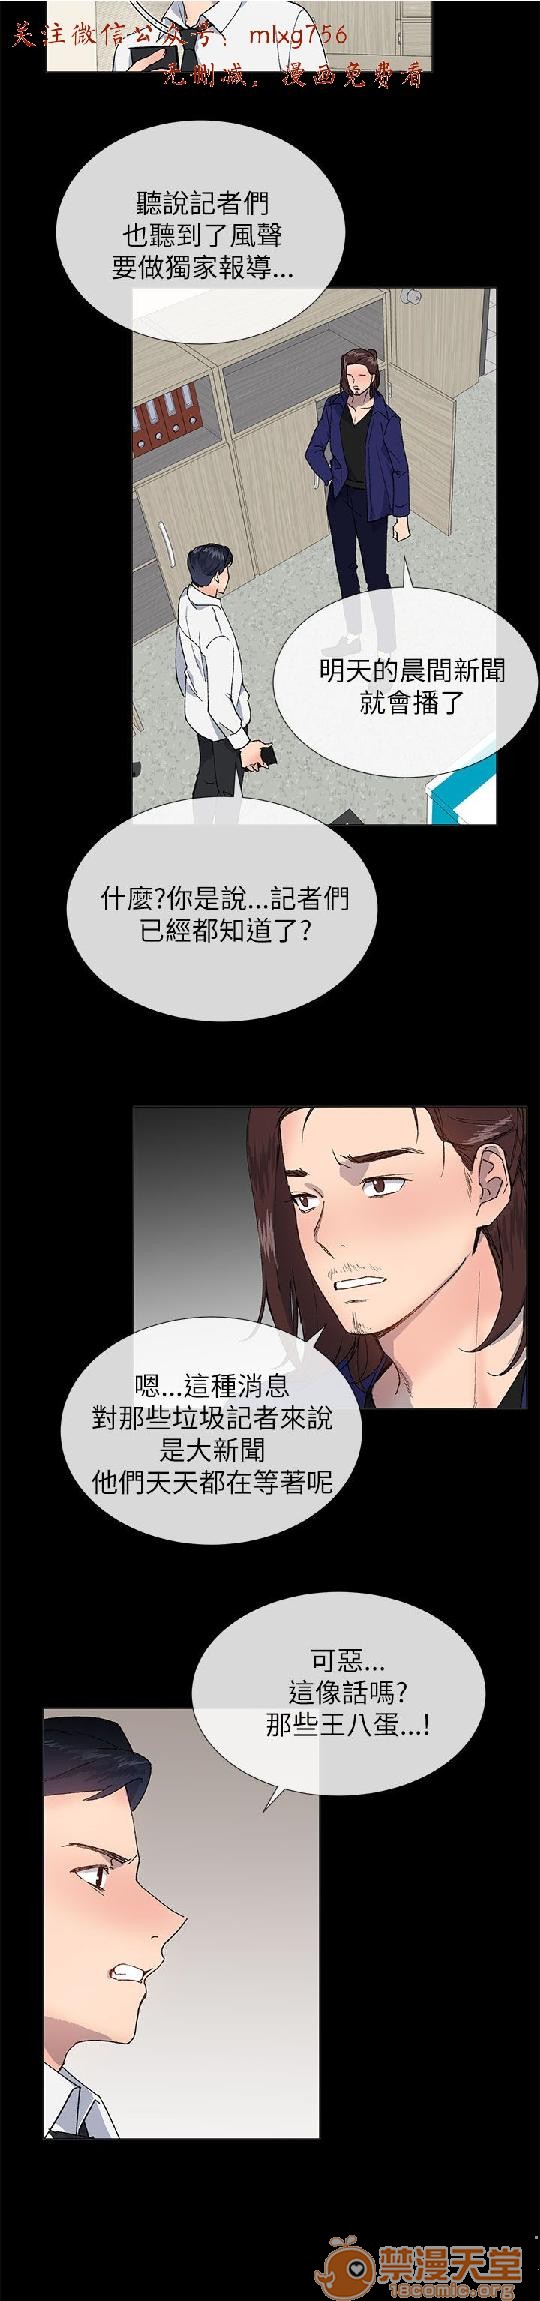 关注微信公众号：mlxg756
无删减，漫画免费看
聽說記者們
也聽到了風聲
要做獨家報導...
明天的晨間新聞
就會播了
什麼?你是說...記者們
已經都知道了?
嗯...這種消息
對那些垃圾記者來說
是大新聞
他們天天都在等著呢
可惡...
這像話嗎?
那些王八蛋...!
禁漫天堂
18comic.org